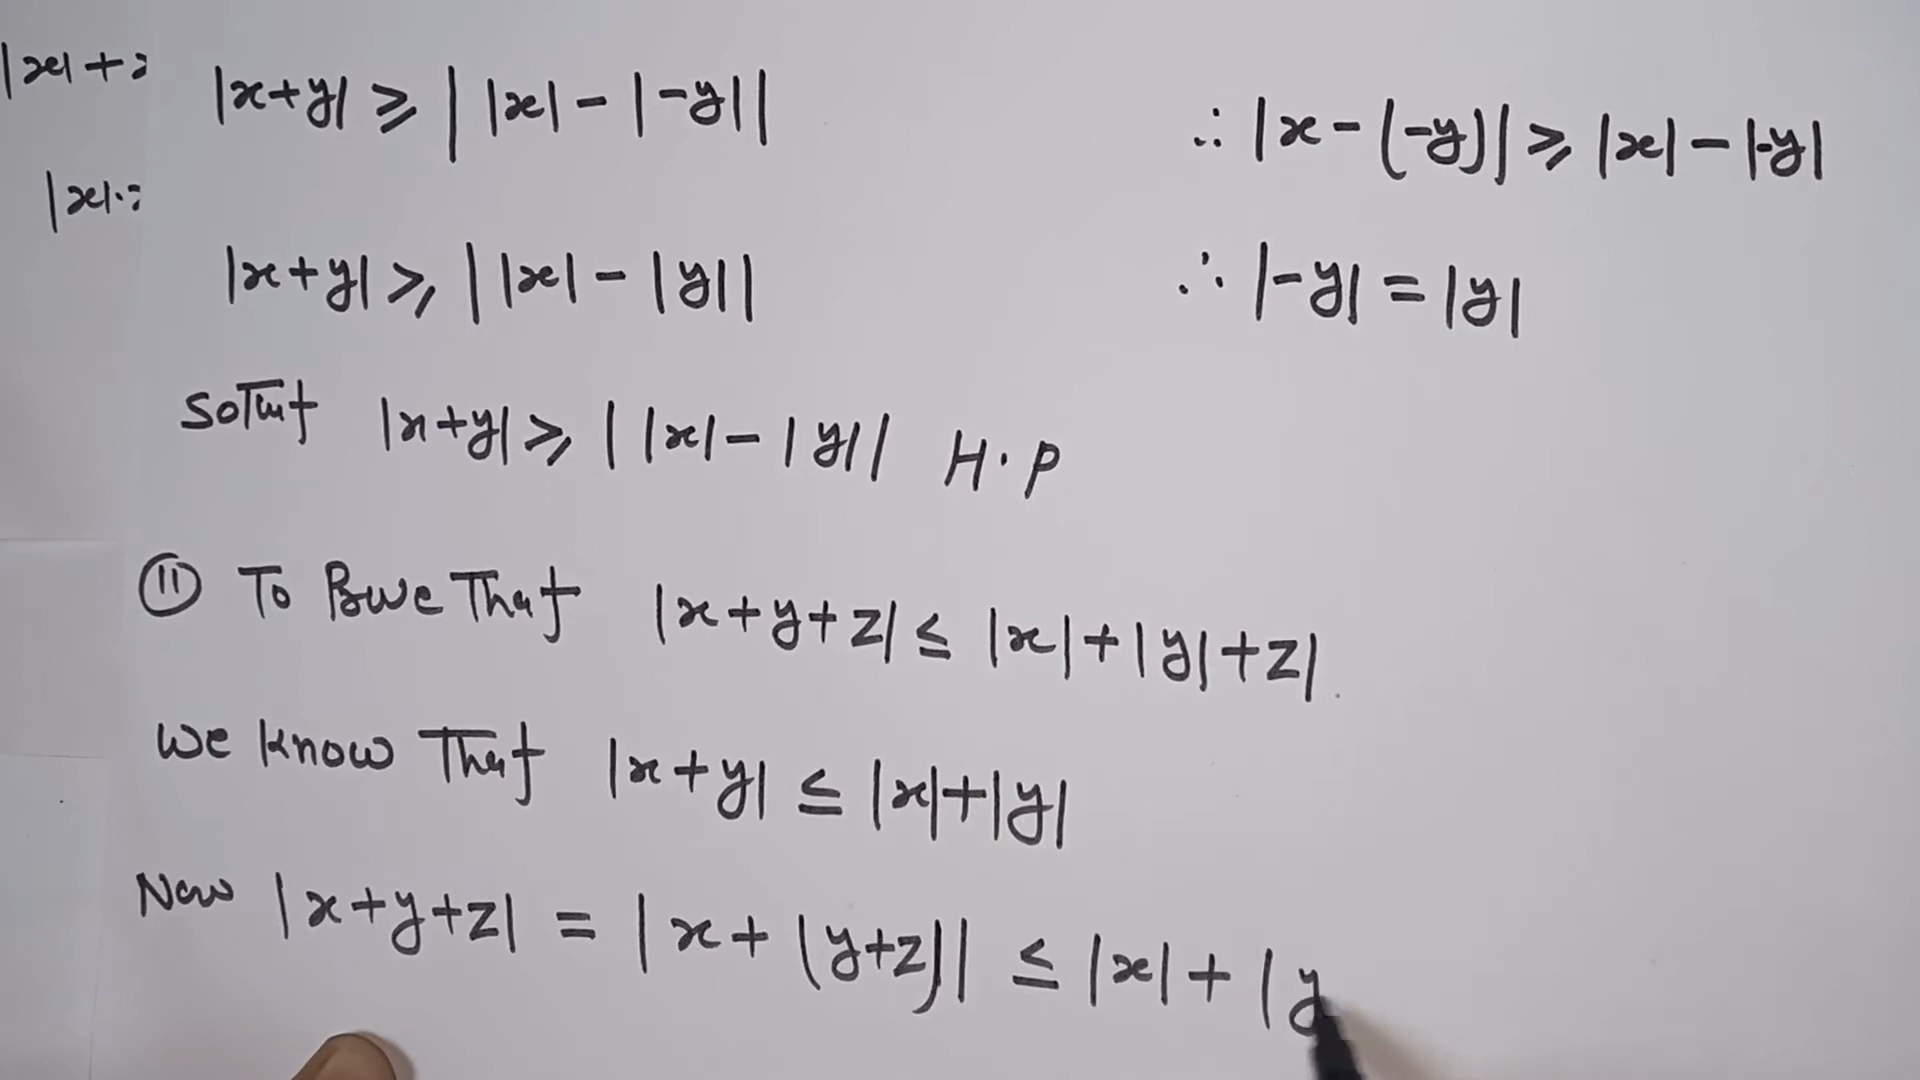 |x|+
|x+y| ⩾ | |x| - |-y| |
∴ |x-(-y)| ⩾ |x| - |-y|
|x|.
|x+y| ⩾ | |x| - |y| |
∴ |-y| = |y|
So That |x+y| ⩾ | |x| - |y| | H.P
(II) To Prove That |x+y+z| ≤ |x|+|y|+z|
We know That |x+y| ≤ |x|+|y|
Now |x+y+z| = |x+(y+z)| ≤ |x| + |y